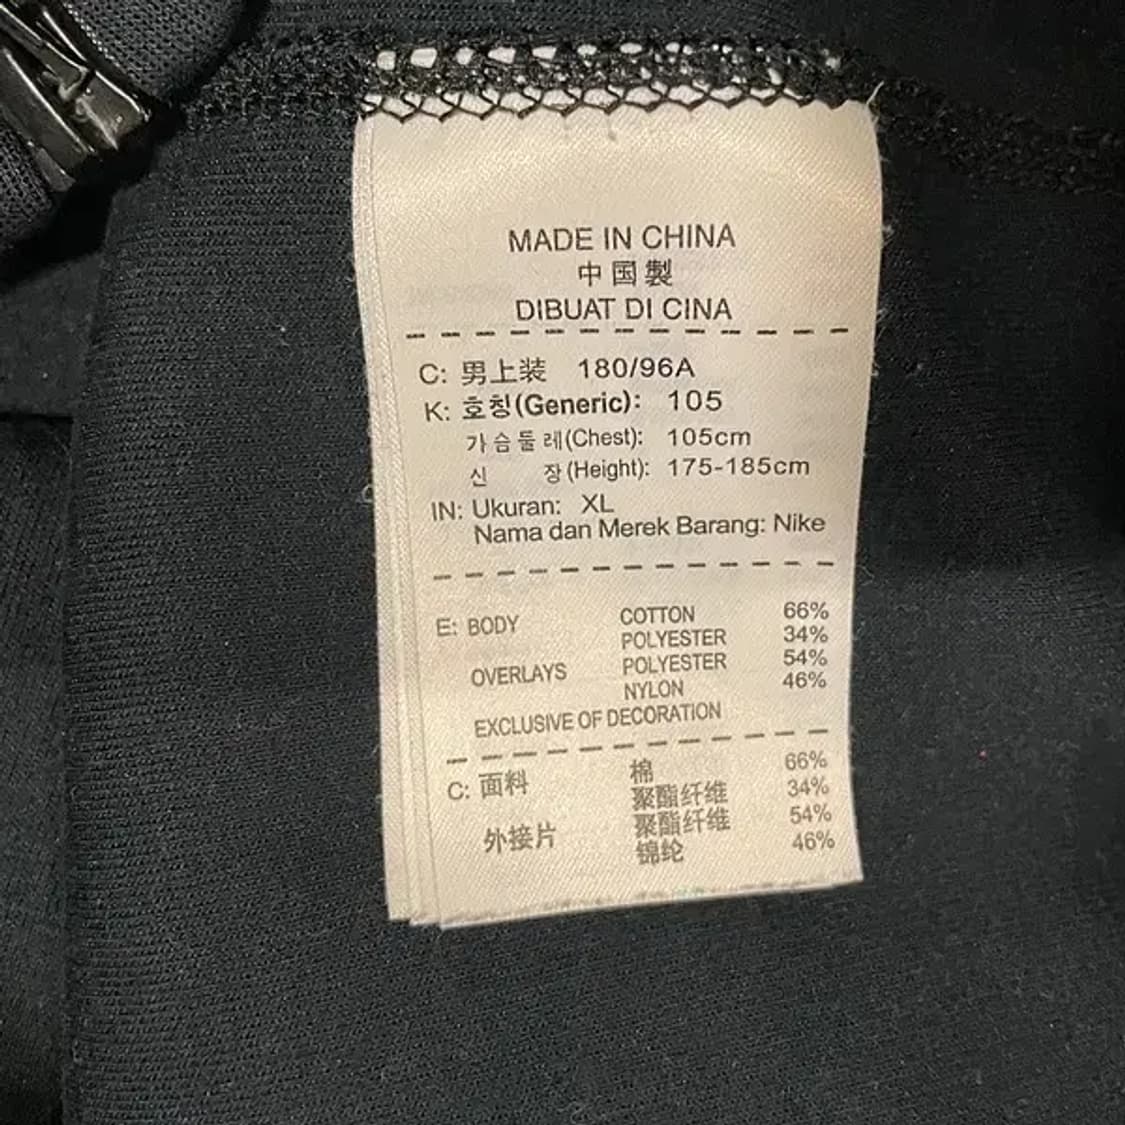 MADE IN CHINA
中国製
DIBUAT DI CINA
C: 男上装 180/96A
K: 호칭(Generic): 105
가슴둘레(Chest): 105cm
신 장(Height): 175-185cm
IN: Ukuran: XL
Nama dan Merek Barang: Nike
E: BODY COTTON 66%
POLYESTER 34%
OVERLAYS POLYESTER 54%
NYLON 46%
EXCLUSIVE OF DECORATION
C: 面料 棉 66%
聚酯纤维 34%
外接片 聚酯纤维 54%
锦纶 46%